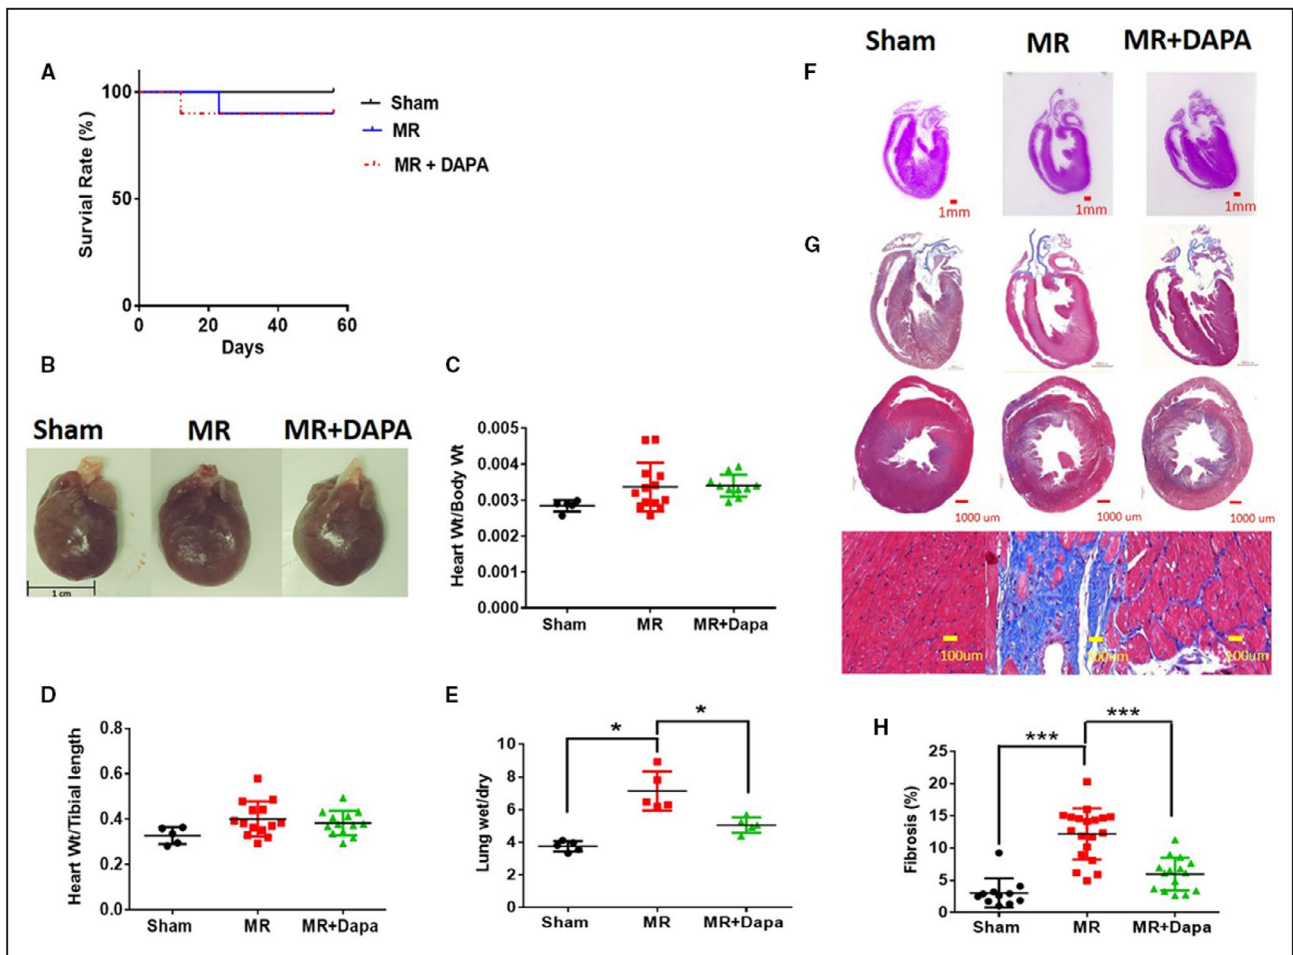 A
Survial Rate (%)
100
50
0
0 20 40 60
Days
Sham
MR
MR + DAPA
B
Sham MR MR+DAPA
1 cm
C
Heart Wt/Body Wt
0.005
0.004
0.003
0.002
0.001
0.000
Sham MR MR+Dapa
D
Heart Wt/Tibial length
0.8
0.6
0.4
0.2
0.0
Sham MR MR+Dapa
E
Lung wet/dry
10
8
6
4
2
0
* *
Sham MR MR+Dapa
Sham MR MR+DAPA
F
1mm 1mm 1mm
G
1000 um 1000 um 1000 um
100um 100um 100um
H
Fibrosis (%)
25
20
15
10
5
0
*** ***
Sham MR MR+Dapa